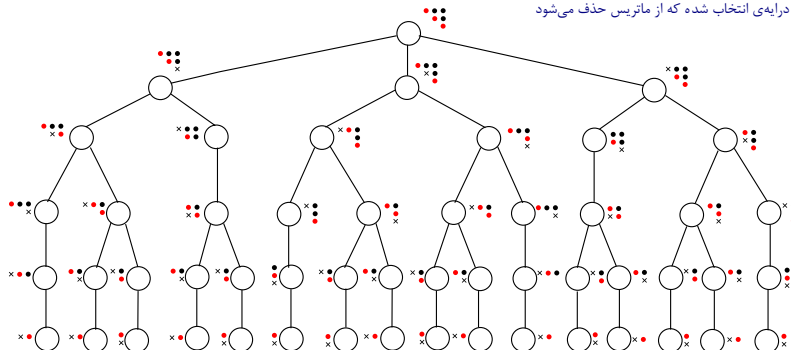 درایه‌ی انتخاب شده که از ماتریس حذف می‌شود